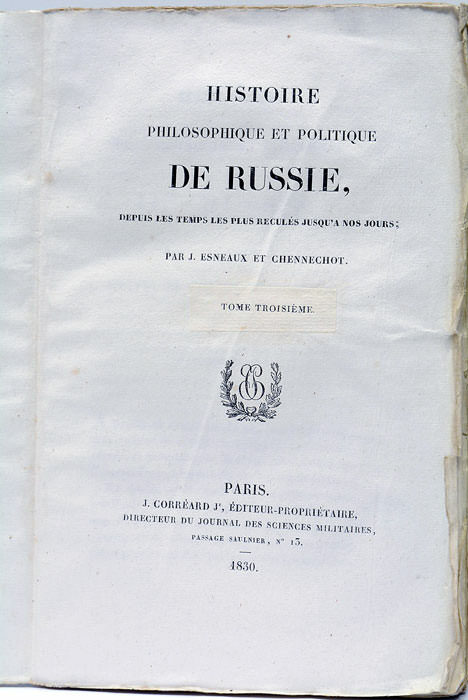 HISTOIRE
PHILOSOPHIQUE ET POLITIQUE
DE RUSSIE,
DEPUIS LES TEMPS LES PLUS RECULÉS JUSQU'A NOS JOURS;
PAR J. ESNEAUX ET CHENNECHOT.
TOME TROISIÈME.
PARIS.
J. CORRÉARD Jᵉ, ÉDITEUR-PROPRIÉTAIRE,
DIRECTEUR DU JOURNAL DES SCIENCES MILITAIRES,
PASSAGE SAULNIER, N° 13.
1830.